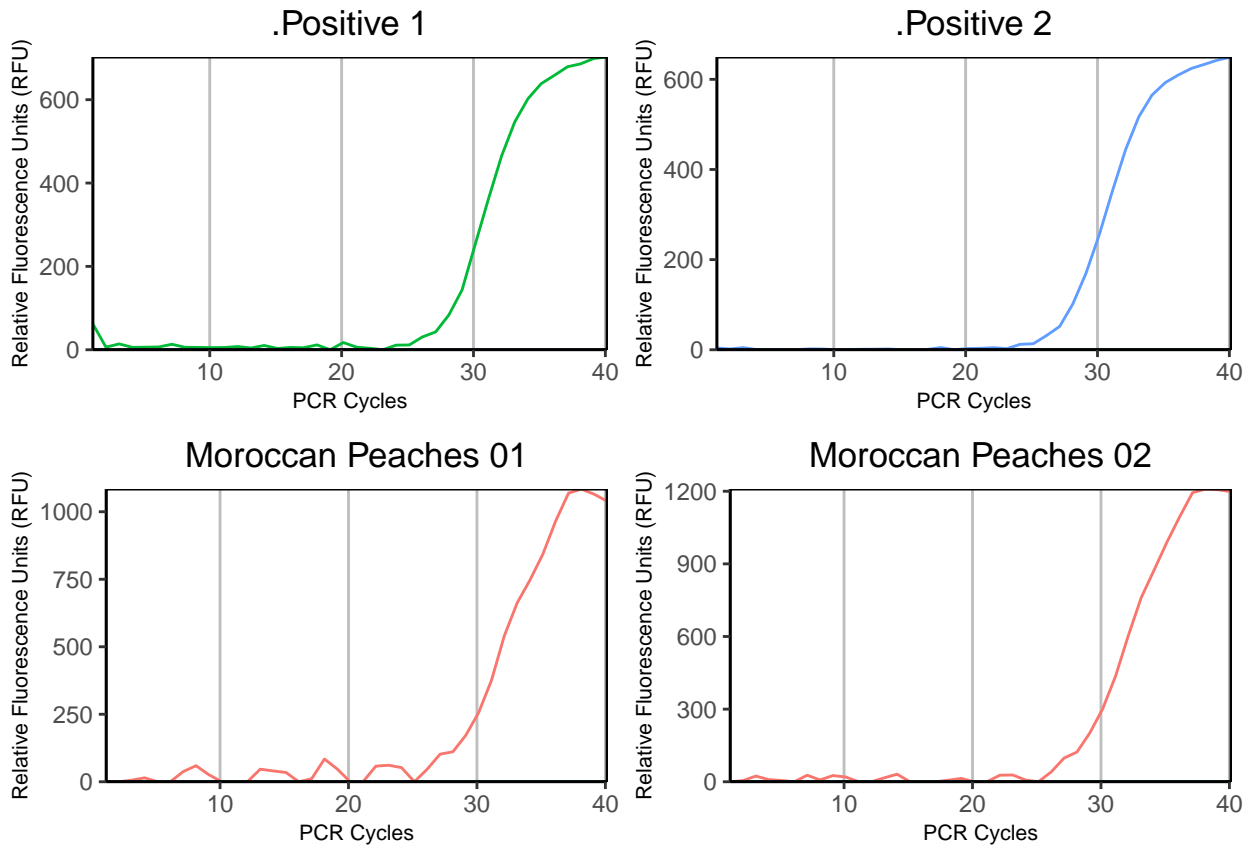 .Positive 1
Relative Fluorescence Units (RFU)
600
400
200
0
10 20 30 40
PCR Cycles
.Positive 2
Relative Fluorescence Units (RFU)
600
400
200
0
10 20 30 40
PCR Cycles
Moroccan Peaches 01
Relative Fluorescence Units (RFU)
1000
750
500
250
0
10 20 30 40
PCR Cycles
Moroccan Peaches 02
Relative Fluorescence Units (RFU)
1200
900
600
300
0
10 20 30 40
PCR Cycles